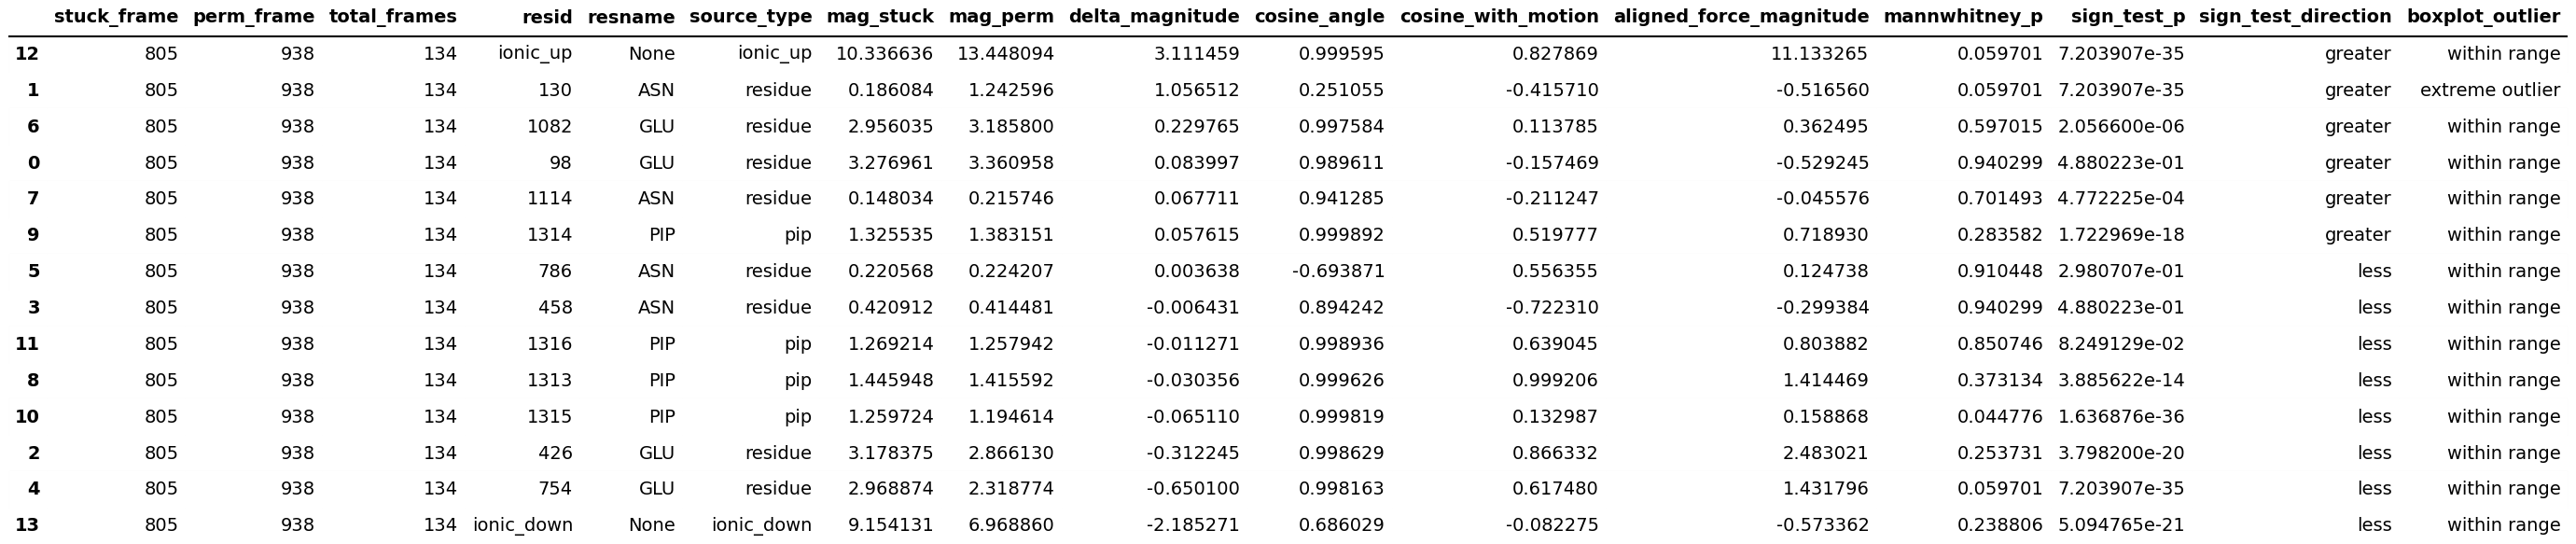 stuck_frame perm_frame total_frames resid resname source_type mag_stuck mag_perm delta_magnitude cosine_angle cosine_with_motion aligned_force_magnitude mannwhitney_p sign_test_p sign_test_direction boxplot_outlier
12 805 938 134 ionic_up None ionic_up 10.336636 13.448094 3.111459 0.999595 0.827869 11.133265 0.059701 7.203907e-35 greater within range
1 805 938 134 130 ASN residue 0.186084 1.242596 1.056512 0.251055 -0.415710 -0.516560 0.059701 7.203907e-35 greater extreme outlier
6 805 938 134 1082 GLU residue 2.956035 3.185800 0.229765 0.997584 0.113785 0.362495 0.597015 2.056600e-06 greater within range
0 805 938 134 98 GLU residue 3.276961 3.360958 0.083997 0.989611 -0.157469 -0.529245 0.940299 4.880223e-01 greater within range
7 805 938 134 1114 ASN residue 0.148034 0.215746 0.067711 0.941285 -0.211247 -0.045576 0.701493 4.772225e-04 greater within range
9 805 938 134 1314 PIP pip 1.325535 1.383151 0.057615 0.999892 0.519777 0.718930 0.283582 1.722969e-18 greater within range
5 805 938 134 786 ASN residue 0.220568 0.224207 0.003638 -0.693871 0.556355 0.124738 0.910448 2.980707e-01 less within range
3 805 938 134 458 ASN residue 0.420912 0.414481 -0.006431 0.894242 -0.722310 -0.299384 0.940299 4.880223e-01 less within range
11 805 938 134 1316 PIP pip 1.269214 1.257942 -0.011271 0.998936 0.639045 0.803882 0.850746 8.249129e-02 less within range
8 805 938 134 1313 PIP pip 1.445948 1.415592 -0.030356 0.999626 0.999206 1.414469 0.373134 3.885622e-14 less within range
10 805 938 134 1315 PIP pip 1.259724 1.194614 -0.065110 0.999819 0.132987 0.158868 0.044776 1.636876e-36 less within range
2 805 938 134 426 GLU residue 3.178375 2.866130 -0.312245 0.998629 0.866332 2.483021 0.253731 3.798200e-20 less within range
4 805 938 134 754 GLU residue 2.968874 2.318774 -0.650100 0.998163 0.617480 1.431796 0.059701 7.203907e-35 less within range
13 805 938 134 ionic_down None ionic_down 9.154131 6.968860 -2.185271 0.686029 -0.082275 -0.573362 0.238806 5.094765e-21 less within range